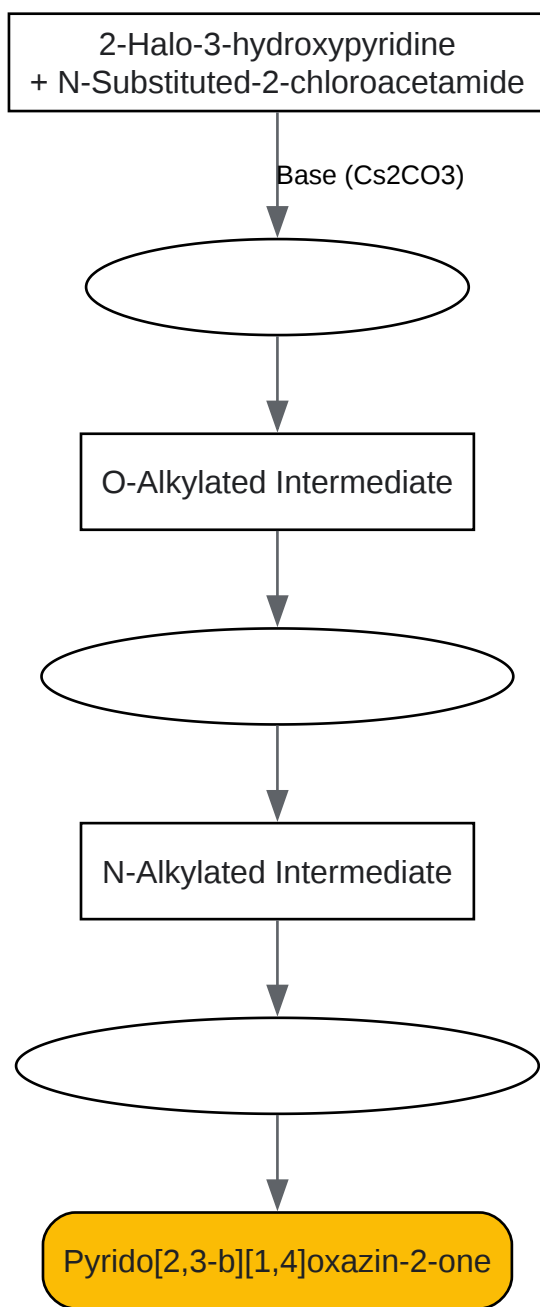 2-Halo-3-hydroxypyridine
+ N-Substituted-2-chloroacetamide
Base (Cs2CO3)
O-Alkylated Intermediate
N-Alkylated Intermediate
Pyrido[2,3-b][1,4]oxazin-2-one